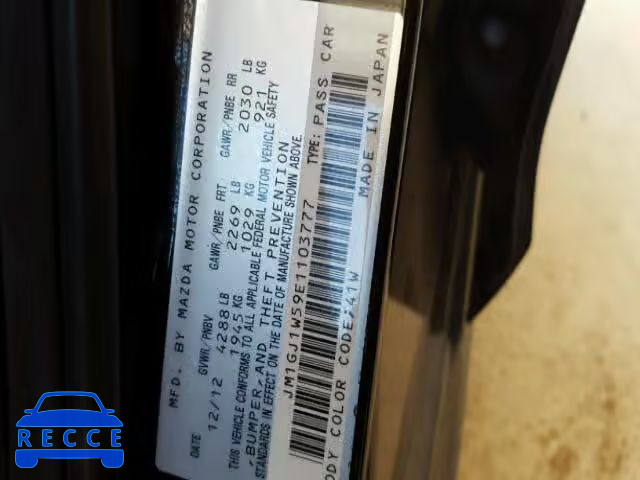 MFD. BY MAZDA MOTOR CORPORATION
DATE GVWR/PNBV GAWR/PNBE FRT GAWR/PNBE RR
12/12 4288 LB 2269 LB 2030 LB
1945 KG 1029 KG 921 KG
THIS VEHICLE CONFORMS TO ALL APPLICABLE FEDERAL MOTOR VEHICLE SAFETY
, BUMPER, AND THEFT PREVENTION
STANDARDS IN EFFECT ON THE DATE OF MANUFACTURE SHOWN ABOVE.
JM1GJ1W59E1103777 TYPE: PASS CAR
ODY COLOR CODE: 41W MADE IN JAPAN
RECCE